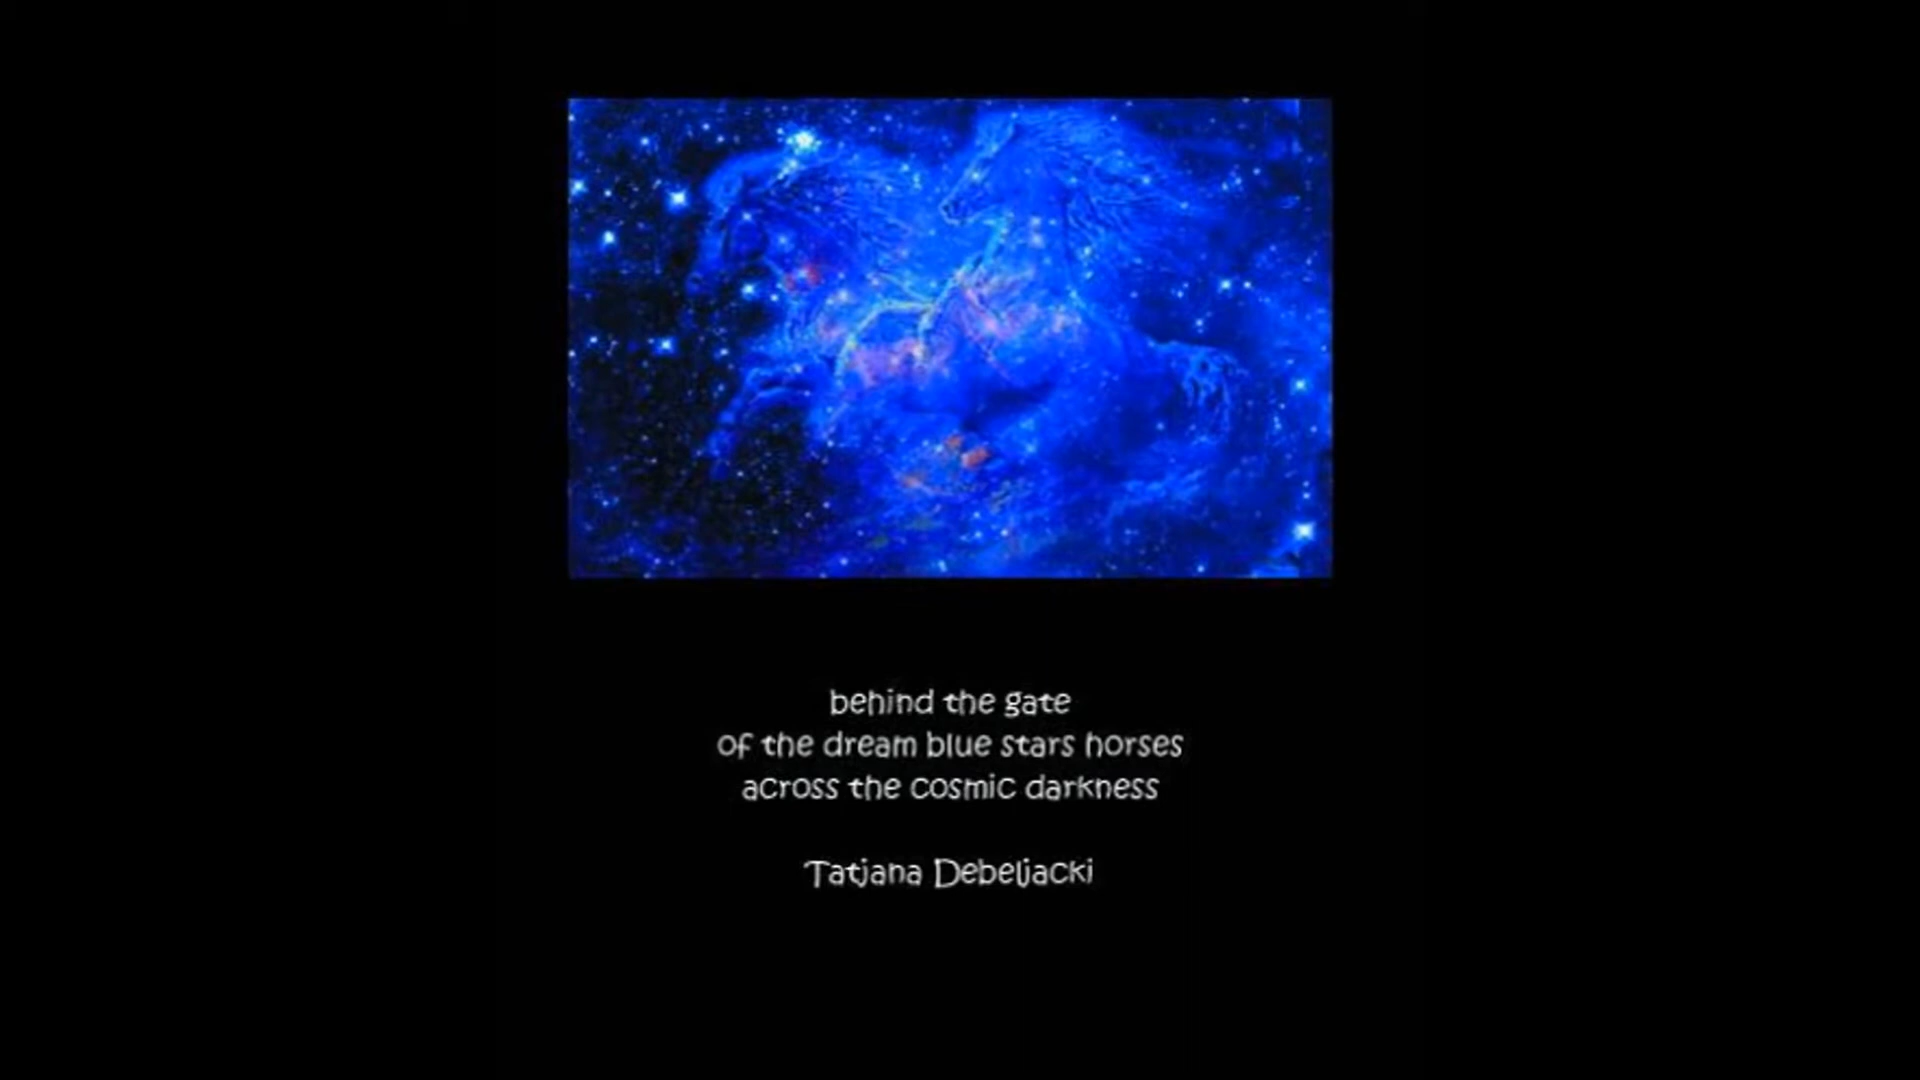 behind the gate
of the dream blue stars horses
across the cosmic darkness
Tatjana Debeljacki